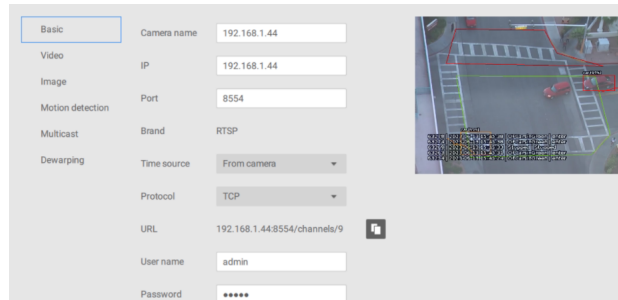 Basic
Video
Image
Motion detection
Multicast
Dewarping
Camera name 192.168.1.44
IP 192.168.1.44
Port 8554
Brand RTSP
Time source From camera
Protocol TCP
URL 192.168.1.44:8554/channels/9
User name admin
Password •••••